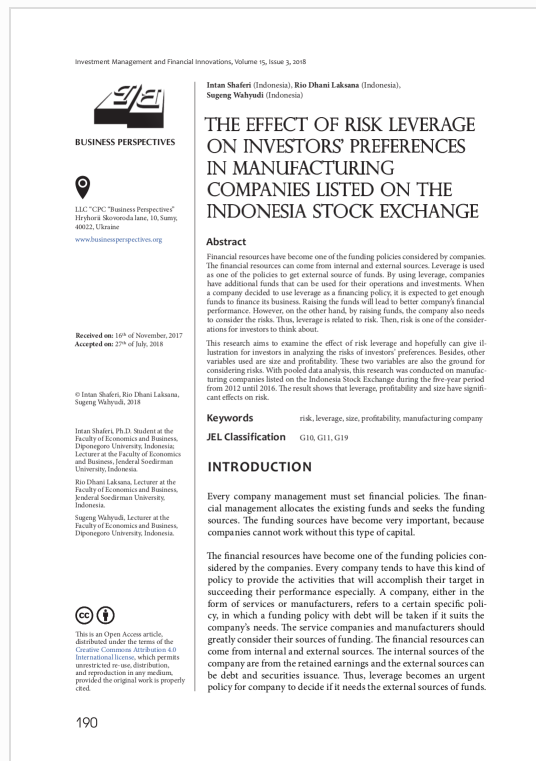 Investment Management and Financial Innovations, Volume 15, Issue 3, 2018
BUSINESS PERSPECTIVES
LLC “СPС “Business Perspectives”
Hryhorii Skovoroda lane, 10, Sumy,
40022, Ukraine
www.businessperspectives.org
Received on: 16th of November, 2017
Accepted on: 27th of July, 2018
© Intan Shaferi, Rio Dhani Laksana,
Sugeng Wahyudi, 2018
Intan Shaferi, Ph.D. Student at the
Faculty of Economics and Business,
Diponegoro University, Indonesia;
Lecturer at the Faculty of Economics
and Business, Jenderal Soedirman
University, Indonesia.
Rio Dhani Laksana, Lecturer at the
Faculty of Economics and Business,
Jenderal Soedirman University,
Indonesia.
Sugeng Wahyudi, Lecturer at the
Faculty of Economics and Business,
Diponegoro University, Indonesia.
cc
This is an Open Access article,
distributed under the terms of the
Creative Commons Attribution 4.0
International license, which permits
unrestricted re-use, distribution,
and reproduction in any medium,
provided the original work is properly
cited.
Intan Shaferi (Indonesia), Rio Dhani Laksana (Indonesia),
Sugeng Wahyudi (Indonesia)
THE EFFECT OF RISK LEVERAGE
ON INVESTORS’ PREFERENCES
IN MANUFACTURING
COMPANIES LISTED ON THE
INDONESIA STOCK EXCHANGE
Abstract
Financial resources have become one of the funding policies considered by companies.
The financial resources can come from internal and external sources. Leverage is used
as one of the policies to get external source of funds. By using leverage, companies
have additional funds that can be used for their operations and investments. When
a company decided to use leverage as a financing policy, it is expected to get enough
funds to finance its business. Raising the funds will lead to better company’s financial
performance. However, on the other hand, by raising funds, the company also needs
to consider the risks. Thus, leverage is related to risk. Then, risk is one of the consider-
ations for investors to think about.
This research aims to examine the effect of risk leverage and hopefully can give il-
lustration for investors in analyzing the risks of investors’ preferences. Besides, other
variables used are size and profitability. These two variables are also the ground for
considering risks. With pooled data analysis, this research was conducted on manufac-
turing companies listed on the Indonesia Stock Exchange during the five-year period
from 2012 until 2016. The result shows that leverage, profitability and size have signifi-
cant effects on risk.
Keywords risk, leverage, size, profitability, manufacturing company
JEL Classification G10, G11, G19
INTRODUCTION
Every company management must set financial policies. The finan-
cial management allocates the existing funds and seeks the funding
sources. The funding sources have become very important, because
companies cannot work without this type of capital.
The financial resources have become one of the funding policies con-
sidered by the companies. Every company tends to have this kind of
policy to provide the activities that will accomplish their target in
succeeding their performance especially. A company, either in the
form of services or manufacturers, refers to a certain specific poli-
cy, in which a funding policy with debt will be taken if it suits the
company’s needs. The service companies and manufacturers should
greatly consider their sources of funding. The financial resources can
come from internal and external sources. The internal sources of the
company are from the retained earnings and the external sources can
be debt and securities issuance. Thus, leverage becomes an urgent
policy for company to decide if it needs the external sources of funds.
190